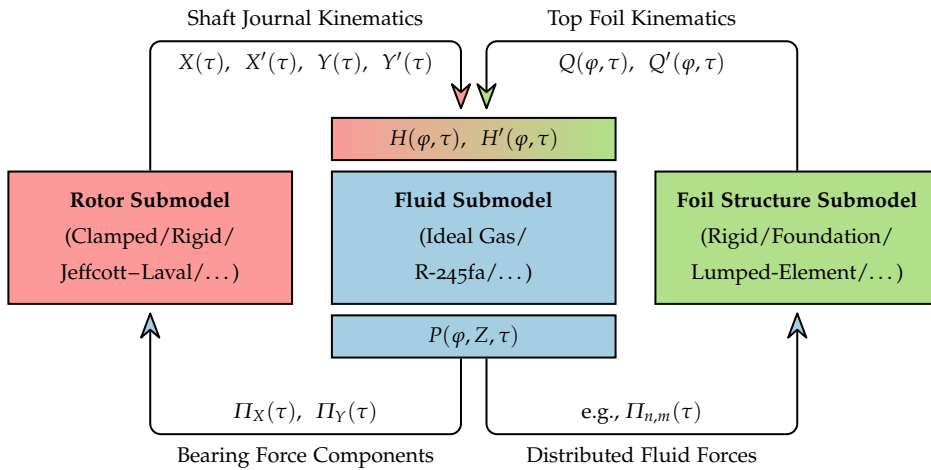 Shaft Journal Kinematics
Top Foil Kinematics
X(τ), X′(τ), Y(τ), Y′(τ)
Q(φ,τ), Q′(φ,τ)
H(φ,τ), H′(φ,τ)
Rotor Submodel
(Clamped/Rigid/
Jeffcott–Laval/...)
Fluid Submodel
(Ideal Gas/
R-245fa/...)
Foil Structure Submodel
(Rigid/Foundation/
Lumped-Element/...)
P(φ,Z,τ)
Π_X(τ), Π_Y(τ)
e.g., Π_{n,m}(τ)
Bearing Force Components
Distributed Fluid Forces